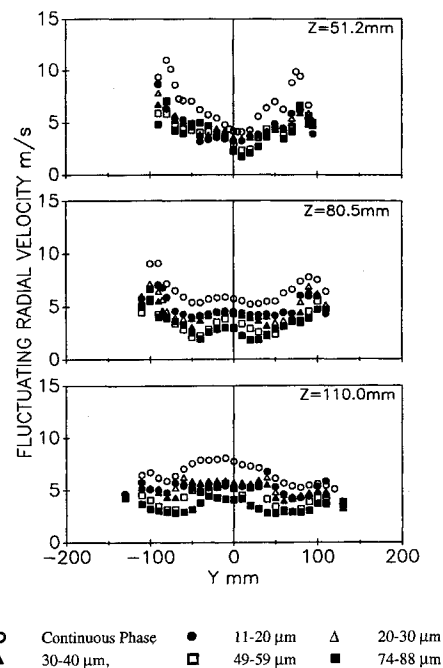 Z=51.2mm
15
10
5
0
Z=80.5mm
15
10
5
0
Z=110.0mm
15
10
5
0
FLUCTUATING RADIAL VELOCITY m/s
−200 −100 0 100 200
Y mm
Continuous Phase 11-20 µm 20-30 µm
30-40 µm, 49-59 µm 74-88 µm